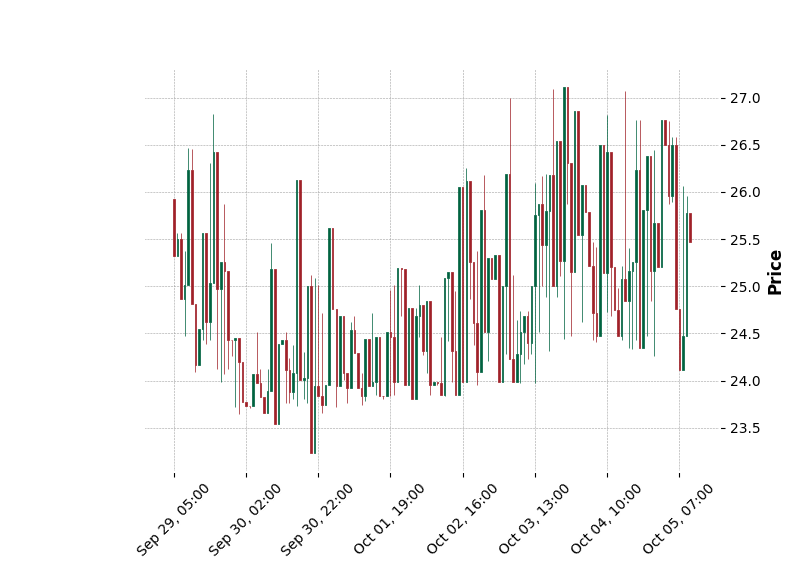 27.0
26.5
26.0
25.5
25.0
24.5
24.0
23.5
Price
Sep 29, 05:00
Sep 30, 02:00
Sep 30, 22:00
Oct 01, 19:00
Oct 02, 16:00
Oct 03, 13:00
Oct 04, 10:00
Oct 05, 07:00